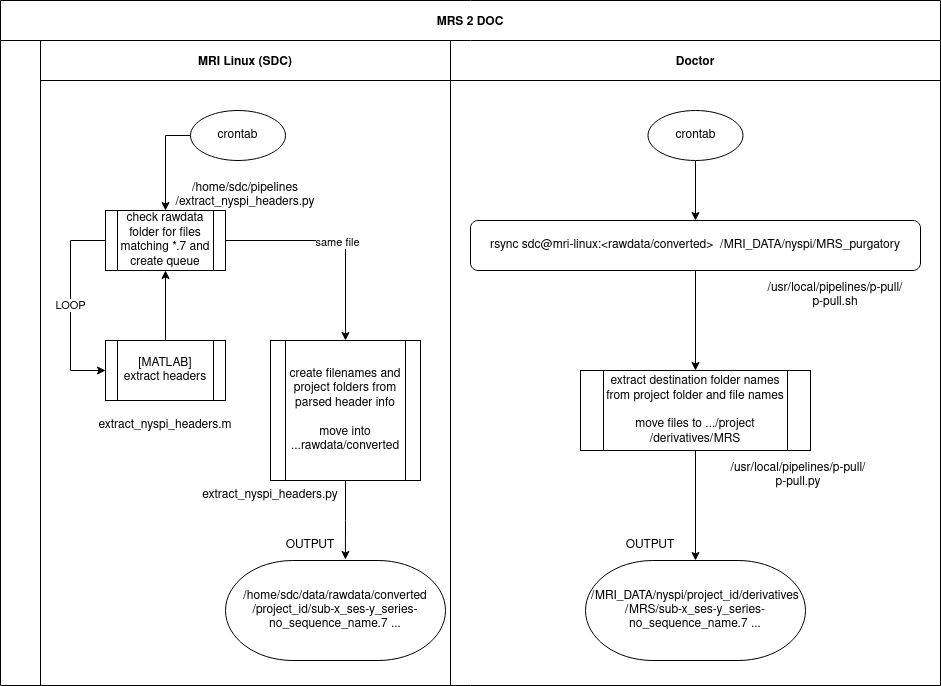 MRS 2 DOC
MRI Linux (SDC)
Doctor
crontab
/home/sdc/pipelines
/extract_nyspi_headers.py
check rawdata
folder for files
matching *.7 and
create queue
same file
LOOP
[MATLAB]
extract headers
extract_nyspi_headers.m
create filenames and
project folders from
parsed header info
move into
...rawdata/converted
extract_nyspi_headers.py
OUTPUT
/home/sdc/data/rawdata/converted
/project_id/sub-x_ses-y_series-
no_sequence_name.7 ...
crontab
rsync sdc@mri-linux:<rawdata/converted>  /MRI_DATA/nyspi/MRS_purgatory
/usr/local/pipelines/p-pull/
p-pull.sh
extract destination folder names
from project folder and file names
move files to .../project
/derivatives/MRS
/usr/local/pipelines/p-pull/
p-pull.py
OUTPUT
/MRI_DATA/nyspi/project_id/derivatives
/MRS/sub-x_ses-y_series-
no_sequence_name.7 ...